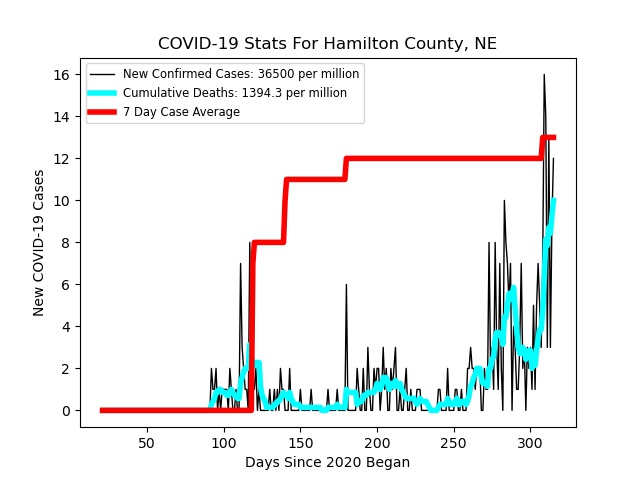 COVID-19 Stats For Hamilton County, NE
New Confirmed Cases: 36500 per million
Cumulative Deaths: 1394.3 per million
7 Day Case Average
New COVID-19 Cases
16
14
12
10
8
6
4
2
0
50
100
150
200
250
300
Days Since 2020 Began